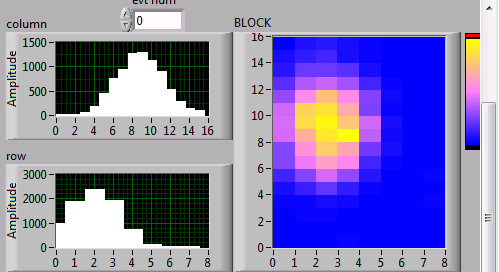 evt num
column
0
BLOCK
1500
1000
500
0
Amplitude
0 2 4 6 8 10 12 14 16
row
3000
2000
1000
0
Amplitude
0 1 2 3 4 5 6 7 8
16
14
12
10
8
6
4
2
0
0 1 2 3 4 5 6 7 8